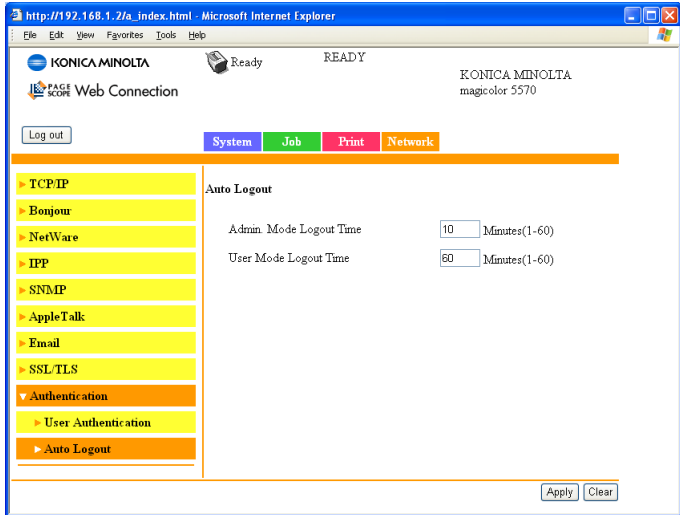 http://192.168.1.2/a_index.html - Microsoft Internet Explorer
File Edit View Favorites Tools Help
KONICA MINOLTA
Ready
READY
KONICA MINOLTA
magicolor 5570
PAGE SCOPE Web Connection
Log out
System Job Print Network
TCP/IP
Bonjour
NetWare
IPP
SNMP
AppleTalk
Email
SSL/TLS
Authentication
User Authentication
Auto Logout
Auto Logout
Admin. Mode Logout Time 10 Minutes(1-60)
User Mode Logout Time 60 Minutes(1-60)
Apply Clear